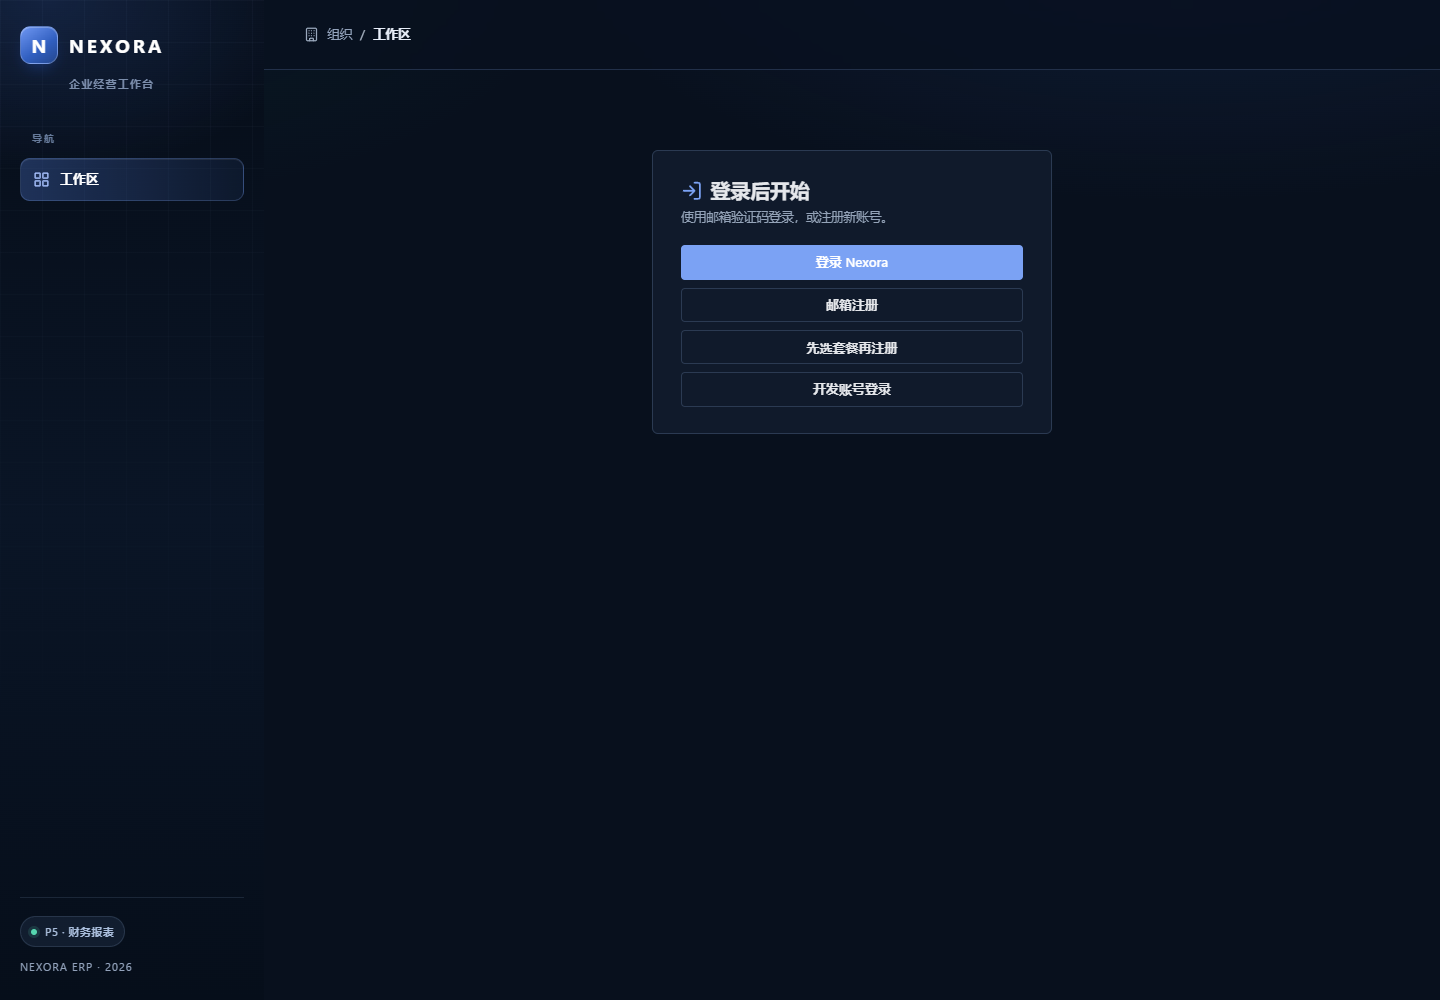 N NEXORA
企业经营工作台
导航
工作区
组织 / 工作区
登录后开始
使用邮箱验证码登录，或注册新账号。
登录 Nexora
邮箱注册
先选套餐再注册
开发账号登录
P5 · 财务报表
NEXORA ERP · 2026